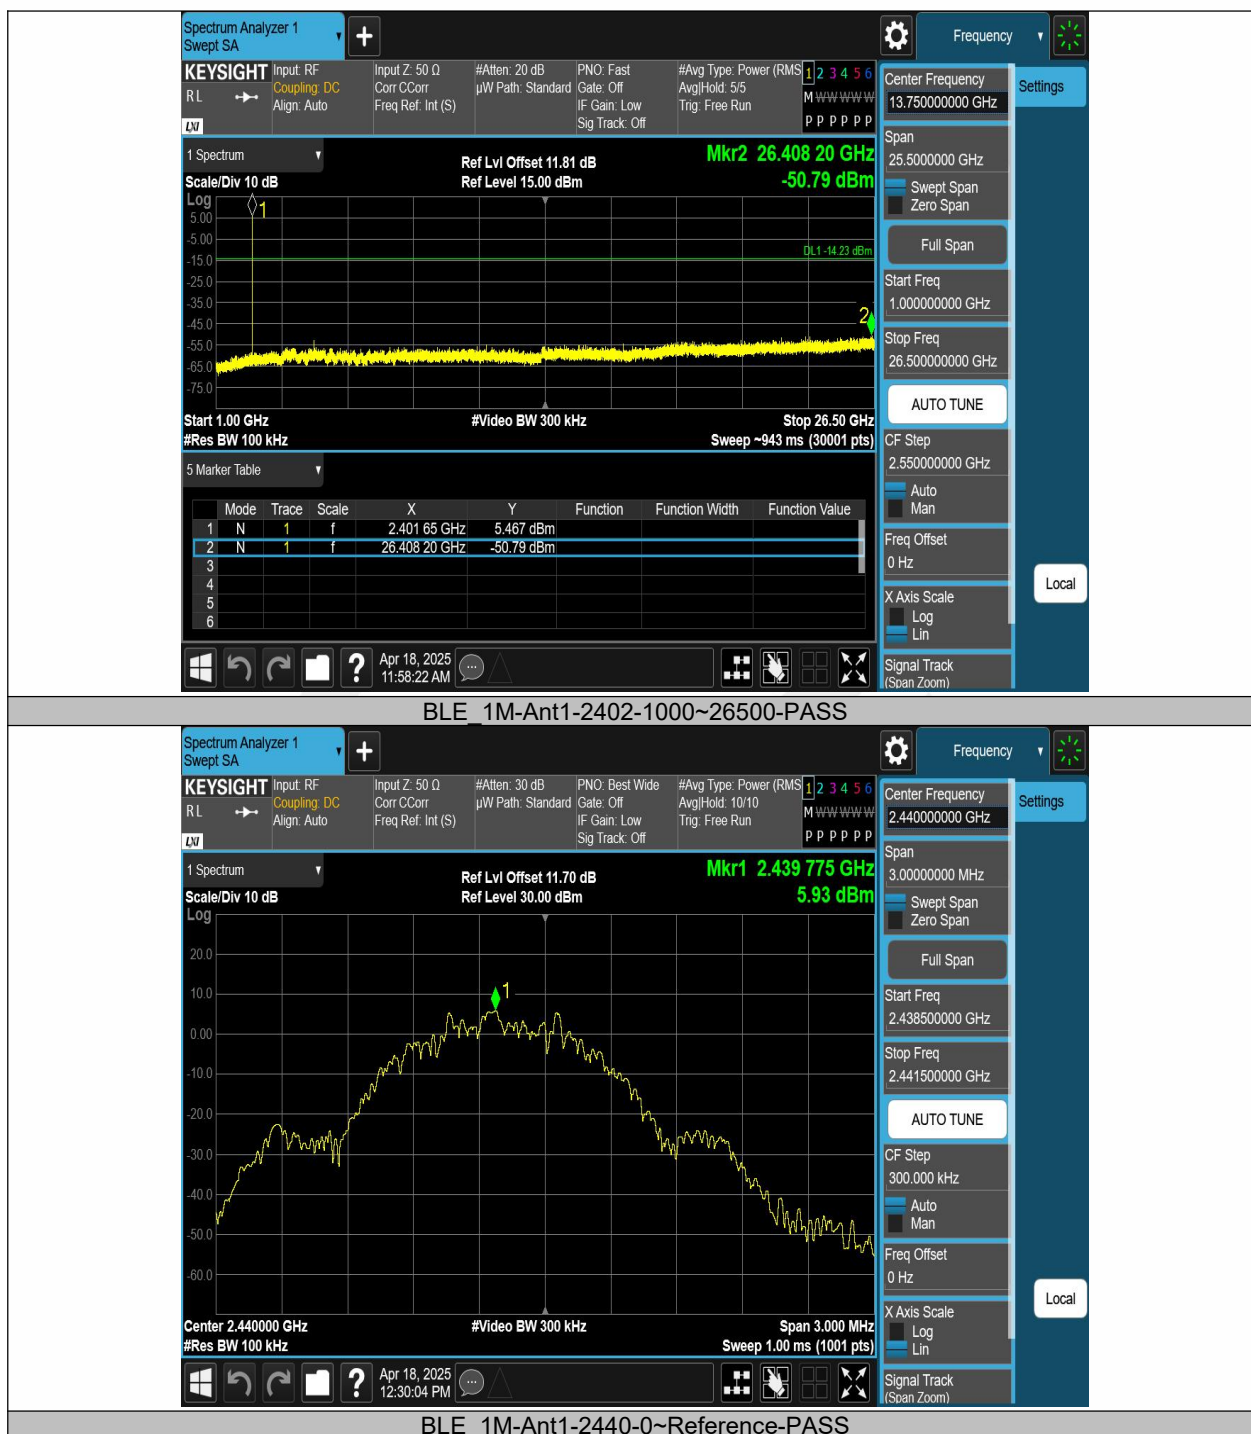 Spectrum Analyzer 1
Swept SA
Frequency
KEYSIGHT
RL
LXI
Input: RF
Coupling: DC
Align: Auto
Input Z: 50 Ω
Corr CCorr
Freq Ref: Int (S)
#Atten: 20 dB
µW Path: Standard
PNO: Fast
Gate: Off
IF Gain: Low
Sig Track: Off
#Avg Type: Power (RMS
Avg|Hold: 5/5
Trig: Free Run
1 2 3 4 5 6
M W W W W W
P P P P P P
Center Frequency
13.750000000 GHz
Settings
1 Spectrum
Scale/Div 10 dB
Ref Lvl Offset 11.81 dB
Ref Level 15.00 dBm
Mkr2 26.408 20 GHz
-50.79 dBm
Log
5.00
-5.00
-15.0
-25.0
-35.0
-45.0
-55.0
-65.0
-75.0
1
DL1 -14.23 dBm
2
Start 1.00 GHz
#Res BW 100 kHz
#Video BW 300 kHz
Stop 26.50 GHz
Sweep ~943 ms (30001 pts)
Span
25.5000000 GHz
Swept Span
Zero Span
Full Span
Start Freq
1.000000000 GHz
Stop Freq
26.500000000 GHz
AUTO TUNE
CF Step
2.550000000 GHz
Auto
Man
Freq Offset
0 Hz
X Axis Scale
Log
Lin
Signal Track
(Span Zoom)
Local
5 Marker Table
Mode Trace Scale X Y Function Function Width Function Value
1 N 1 f 2.401 65 GHz 5.467 dBm
2 N 1 f 26.408 20 GHz -50.79 dBm
3
4
5
6
?
Apr 18, 2025
11:58:22 AM
BLE_1M-Ant1-2402-1000~26500-PASS
Spectrum Analyzer 1
Swept SA
Frequency
KEYSIGHT
RL
LXI
Input: RF
Coupling: DC
Align: Auto
Input Z: 50 Ω
Corr CCorr
Freq Ref: Int (S)
#Atten: 30 dB
µW Path: Standard
PNO: Best Wide
Gate: Off
IF Gain: Low
Sig Track: Off
#Avg Type: Power (RMS
Avg|Hold: 10/10
Trig: Free Run
1 2 3 4 5 6
M W W W W W
P P P P P P
Center Frequency
2.440000000 GHz
Settings
1 Spectrum
Scale/Div 10 dB
Ref Lvl Offset 11.70 dB
Ref Level 30.00 dBm
Mkr1 2.439 775 GHz
5.93 dBm
Log
20.0
10.0
0.00
-10.0
-20.0
-30.0
-40.0
-50.0
-60.0
1
Center 2.440000 GHz
#Res BW 100 kHz
#Video BW 300 kHz
Span 3.000 MHz
Sweep 1.00 ms (1001 pts)
Span
3.00000000 MHz
Swept Span
Zero Span
Full Span
Start Freq
2.438500000 GHz
Stop Freq
2.441500000 GHz
AUTO TUNE
CF Step
300.000 kHz
Auto
Man
Freq Offset
0 Hz
X Axis Scale
Log
Lin
Signal Track
(Span Zoom)
Local
?
Apr 18, 2025
12:30:04 PM
BLE_1M-Ant1-2440-0~Reference-PASS